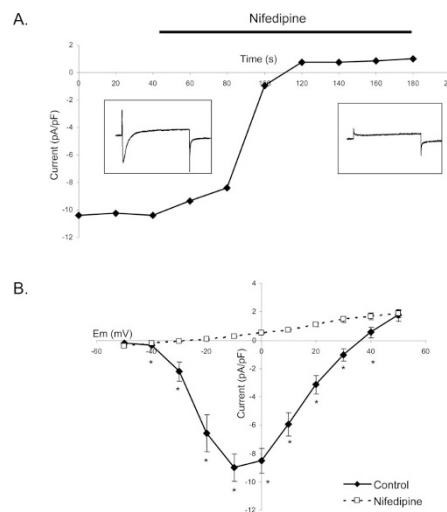 A.
Nifedipine
Time (s)
2
0
-2
-4
-6
-8
-10
-12
0 20 40 60 80 100 120 140 160 180 200
Current (pA/pF)
B.
Em (mV)
4
2
0
-2
-4
-6
-8
-10
-12
-60 -40 -20 0 20 40 60
Current (pA/pF)
* * * * * * * * *
Control
Nifedipine